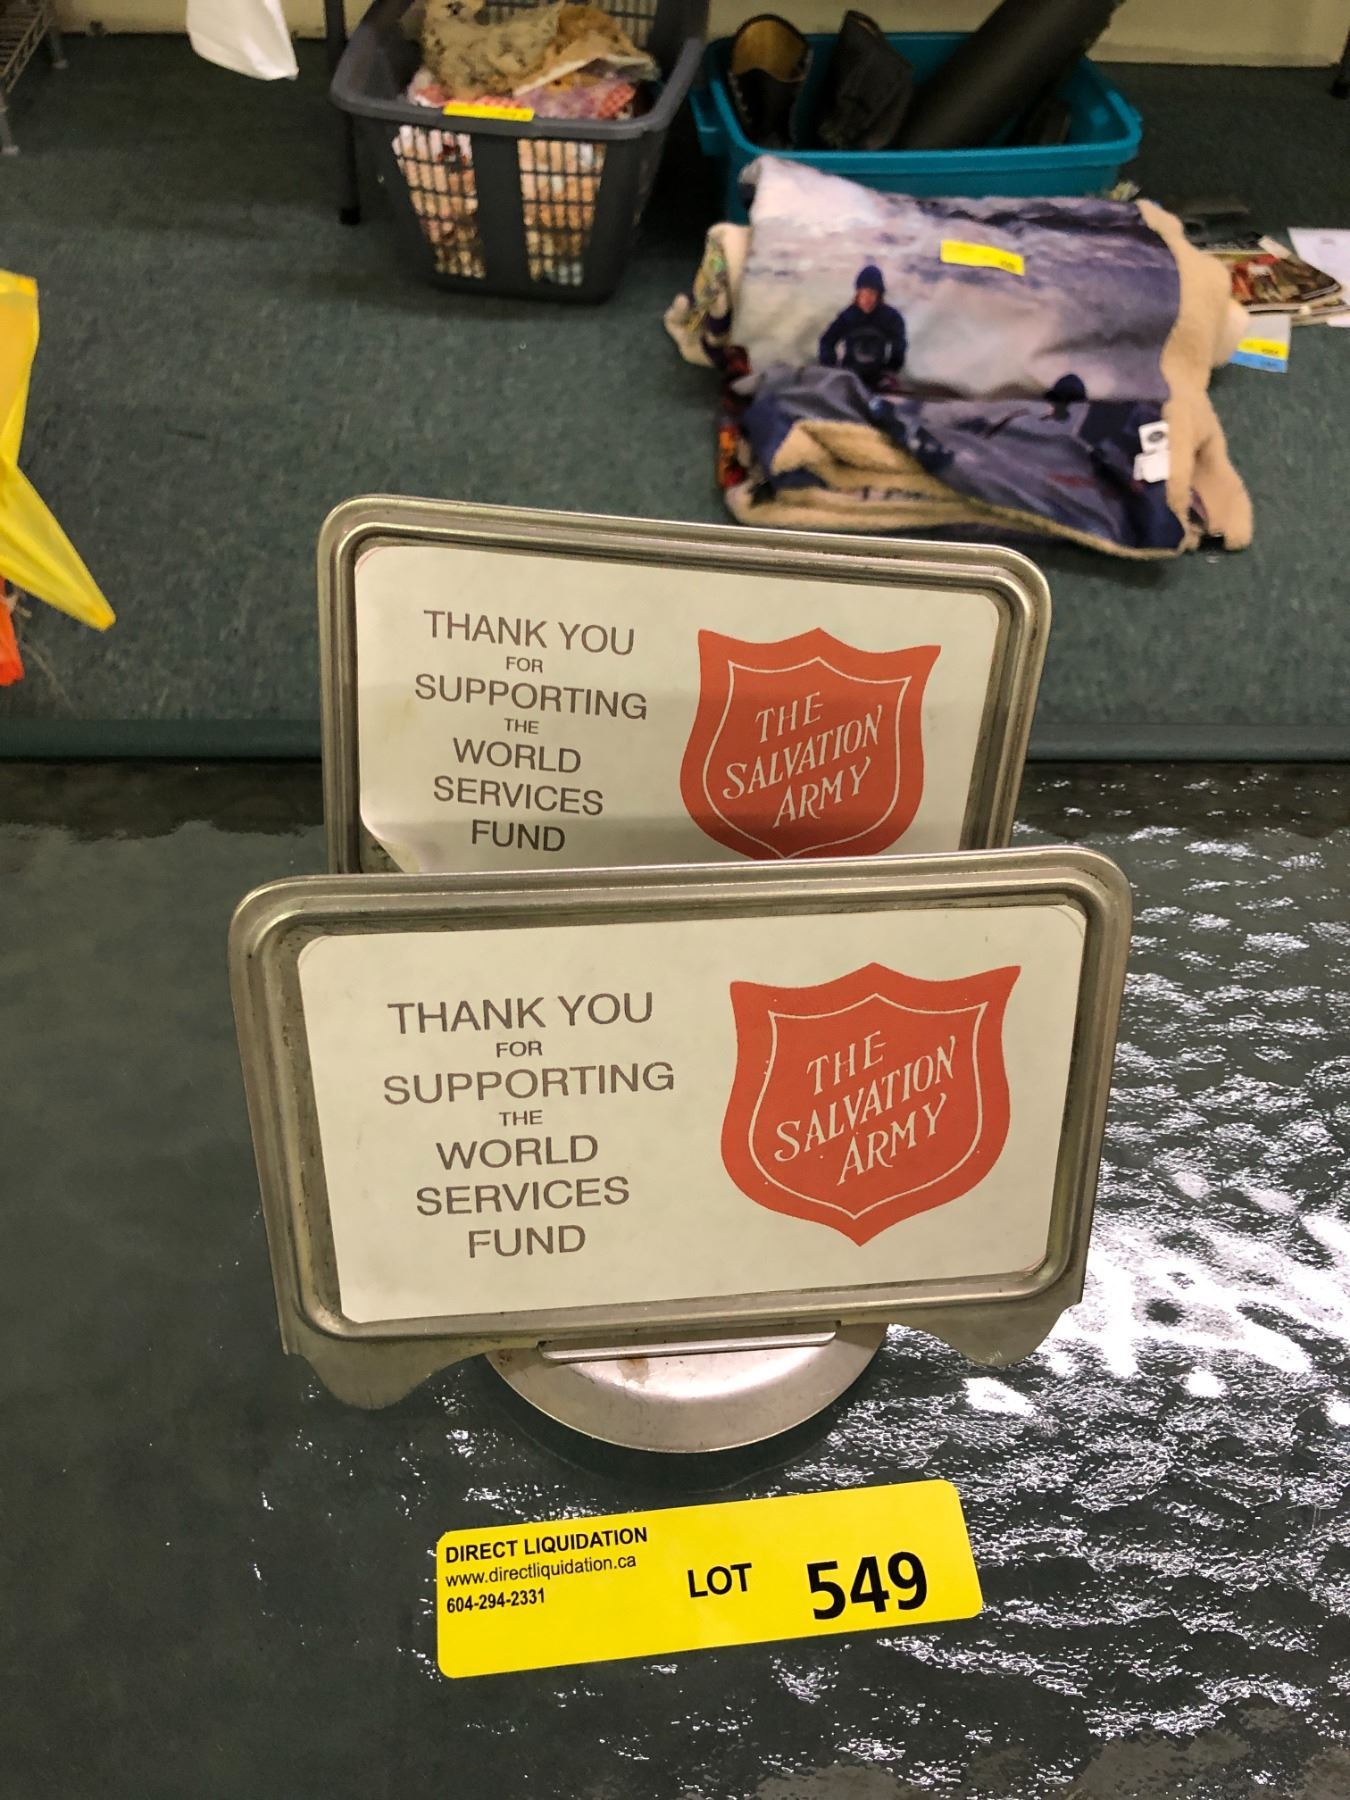 THANK YOU
FOR
SUPPORTING
THE
WORLD
SERVICES
FUND
THE
SALVATION
ARMY
THANK YOU
FOR
SUPPORTING
THE
WORLD
SERVICES
FUND
THE
SALVATION
ARMY
DIRECT LIQUIDATION
www.directliquidation.ca
604-294-2331
LOT 549